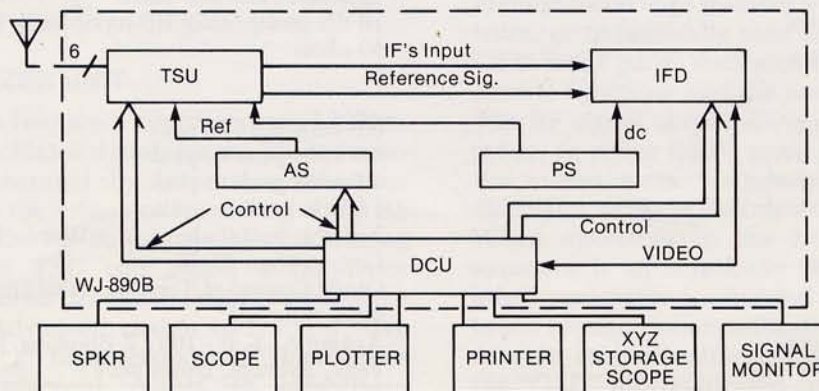 6
TSU
IF's Input
Reference Sig.
IFD
Ref
dc
AS
PS
Control
Control
DCU
VIDEO
WJ-890B
SPKR
SCOPE
PLOTTER
PRINTER
XYZ
STORAGE
SCOPE
SIGNAL
MONITOR